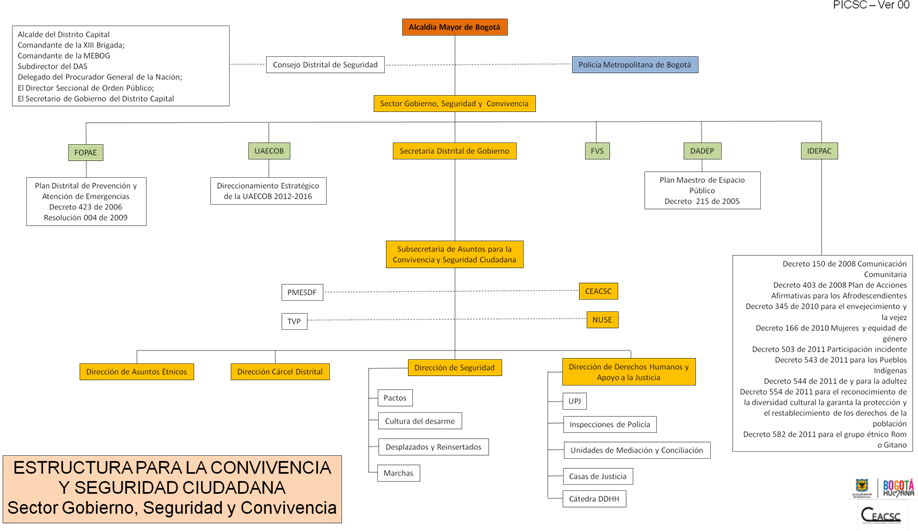 PICSC – Ver 00
Alcaldía Mayor de Bogotá
Alcalde del Distrito Capital
Comandante de la XIII Brigada;
Comandante de la MEBOG
Subdirector del DAS
Delegado del Procurador General de la Nación;
El Director Seccional de Orden Público;
El Secretario de Gobierno del Distrito Capital
Consejo Distrital de Seguridad
Policía Metropolitana de Bogotá
Sector Gobierno, Seguridad y Convivencia
FOPAE
UAECOB
Secretaria Distrital de Gobierno
FVS
DADEP
IDEPAC
Plan Distrital de Prevención y
Atención de Emergencias
Decreto 423 de 2006
Resolución 004 de 2009
Direccionamiento Estratégico
de la UAECOB 2012-2016
Plan Maestro de Espacio
Público
Decreto 215 de 2005
Subsecretaria de Asuntos para la
Convivencia y Seguridad Ciudadana
PMESDF
CEACSC
TVP
NUSE
Decreto 150 de 2008 Comunicación
Comunitaria
Decreto 403 de 2008 Plan de Acciones
Afirmativas para los Afrodescendientes
Decreto 345 de 2010 para el envejecimiento y
la vejez
Decreto 166 de 2010 Mujeres y equidad de
género
Decreto 503 de 2011 Participación incidente
Decreto 543 de 2011 para los Pueblos
Indígenas
Decreto 544 de 2011 de y para la adultez
Decreto 554 de 2011 para el reconocimiento de
la diversidad cultural la garanta la protección y
el restablecimiento de los derechos de la
población
Decreto 582 de 2011 para el grupo étnico Rom
o Gitano
Dirección de Asuntos Étnicos
Dirección Cárcel Distrital
Dirección de Seguridad
Pactos
Cultura del desarme
Desplazados y Reinsertados
Marchas
Dirección de Derechos Humanos y
Apoyo a la Justicia
UPJ
Inspecciones de Policía
Unidades de Mediación y Conciliación
Casas de Justicia
Cátedra DDHH
ESTRUCTURA PARA LA CONVIVENCIA
Y SEGURIDAD CIUDADANA
Sector Gobierno, Seguridad y Convivencia
BOGOTÁ
HUMANA
CEACSC